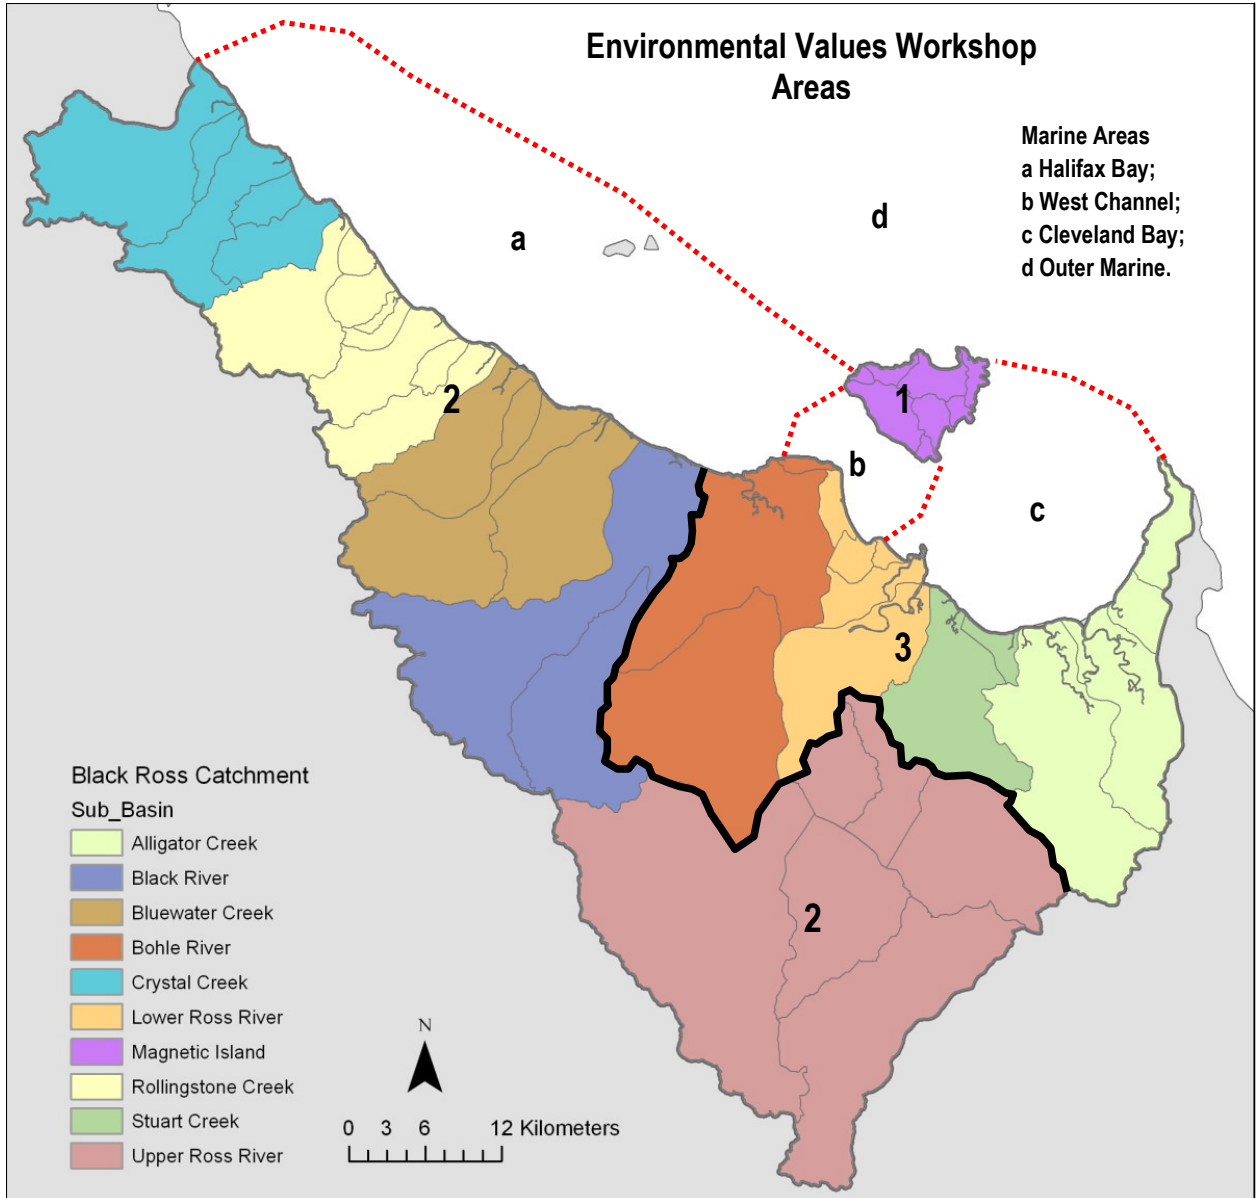 Environmental Values Workshop
Areas
Marine Areas
a Halifax Bay;
b West Channel;
c Cleveland Bay;
d Outer Marine.
a
d
1
2
b
c
3
2
Black Ross Catchment
Sub_Basin
Alligator Creek
Black River
Bluewater Creek
Bohle River
Crystal Creek
Lower Ross River
Magnetic Island
Rollingstone Creek
Stuart Creek
Upper Ross River
N
0 3 6 12 Kilometers